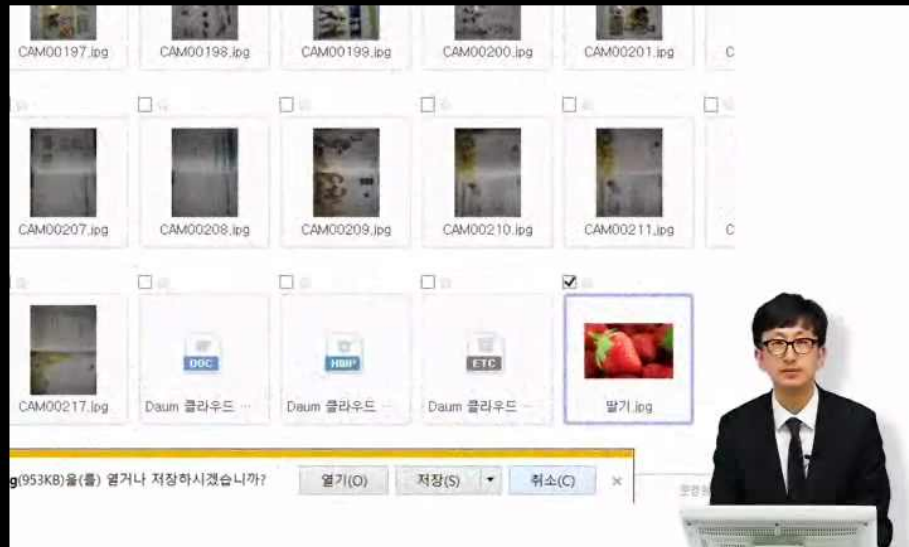 CAM00197.jpg CAM00198.jpg CAM00199.jpg CAM00200.jpg CAM00201.jpg C
CAM00207.jpg CAM00208.jpg CAM00209.jpg CAM00210.jpg CAM00211.jpg C
DOC HWP ETC
CAM00217.jpg Daum 클라우드 ... Daum 클라우드 ... Daum 클라우드 ... 딸기.jpg
g(953KB)을(를) 열거나 저장하시겠습니까? 열기(O) 저장(S) 취소(C)